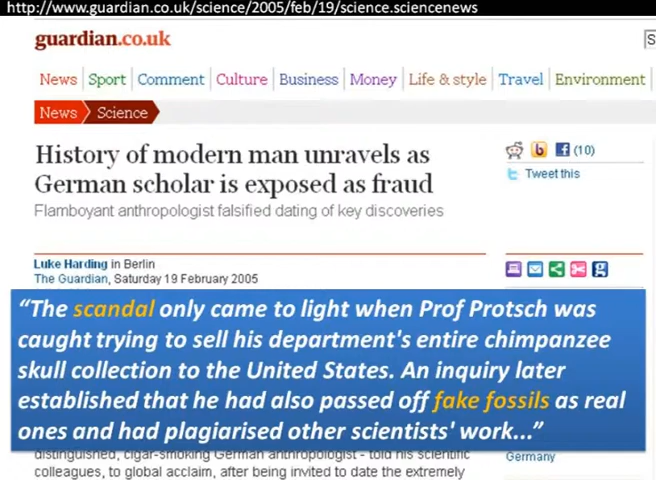 http://www.guardian.co.uk/science/2005/feb/19/science.sciencenews
guardian.co.uk
S
News Sport Comment Culture Business Money Life & style Travel Environment
News Science
History of modern man unravels as
German scholar is exposed as fraud
Flamboyant anthropologist falsified dating of key discoveries
(10)
Tweet this
Luke Harding in Berlin
The Guardian, Saturday 19 February 2005
“The scandal only came to light when Prof Protsch was
caught trying to sell his department's entire chimpanzee
skull collection to the United States. An inquiry later
established that he had also passed off fake fossils as real
ones and had plagiarised other scientists' work...”
distinguished, cigar-smoking German anthropologist - told his scientific
colleagues, to global acclaim, after being invited to date the extremely
Germany